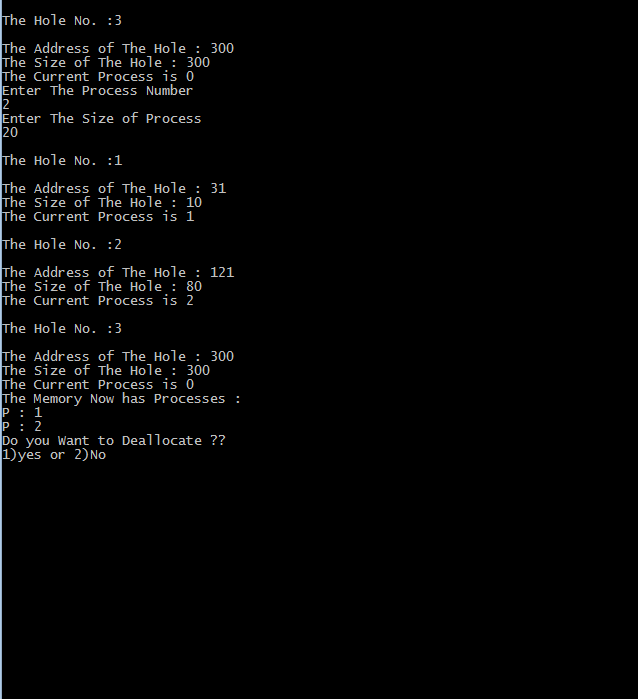 The Hole No. :3
The Address of The Hole : 300
The Size of The Hole : 300
The Current Process is 0
Enter The Process Number
2
Enter The Size of Process
20
The Hole No. :1
The Address of The Hole : 31
The Size of The Hole : 10
The Current Process is 1
The Hole No. :2
The Address of The Hole : 121
The Size of The Hole : 80
The Current Process is 2
The Hole No. :3
The Address of The Hole : 300
The Size of The Hole : 300
The Current Process is 0
The Memory Now has Processes :
P : 1
P : 2
Do you Want to Deallocate ??
1)yes or 2)No